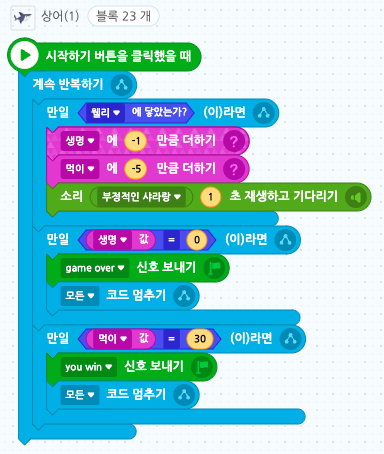 상어(1) 블록 23 개
시작하기 버튼을 클릭했을 때
계속 반복하기
만일 웰리 에 닿았는가? (이)라면
생명 에 -1 만큼 더하기 ?
먹이 에 -5 만큼 더하기 ?
소리 부정적인 샤라랑 1 초 재생하고 기다리기
만일 생명 값 = 0 (이)라면
game over 신호 보내기
모든 코드 멈추기
만일 먹이 값 = 30 (이)라면
you win 신호 보내기
모든 코드 멈추기